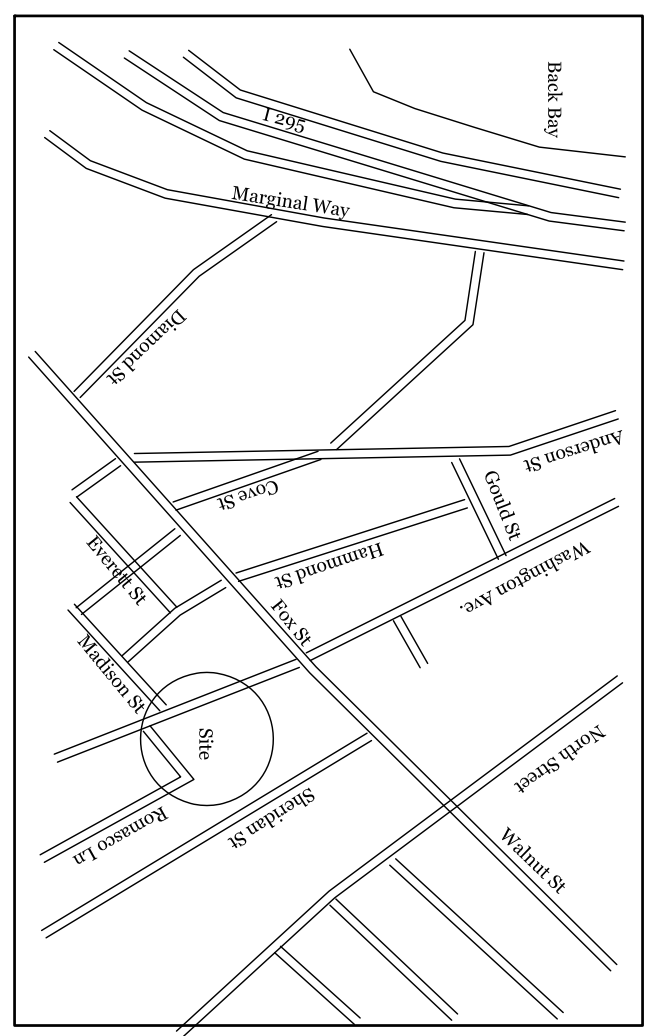 Back Bay
I 295
Marginal Way
Diamond St
Anderson St
Cove St
Gould St
Everett St
Hammond St
Washington Ave.
Fox St
Madison St
Site
North Street
Romasco Ln
Sheridan St
Walnut St